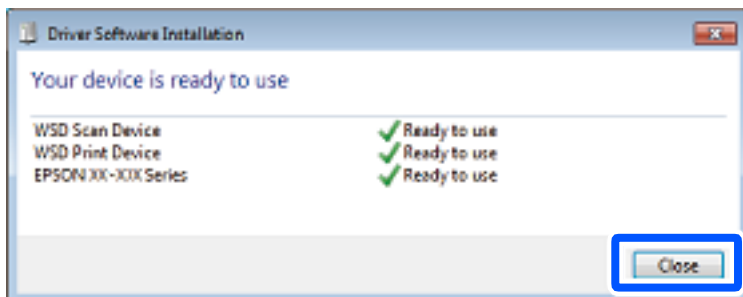 Driver Software Installation
Your device is ready to use
WSD Scan Device Ready to use
WSD Print Device Ready to use
EPSON XX-XXX Series Ready to use
Close